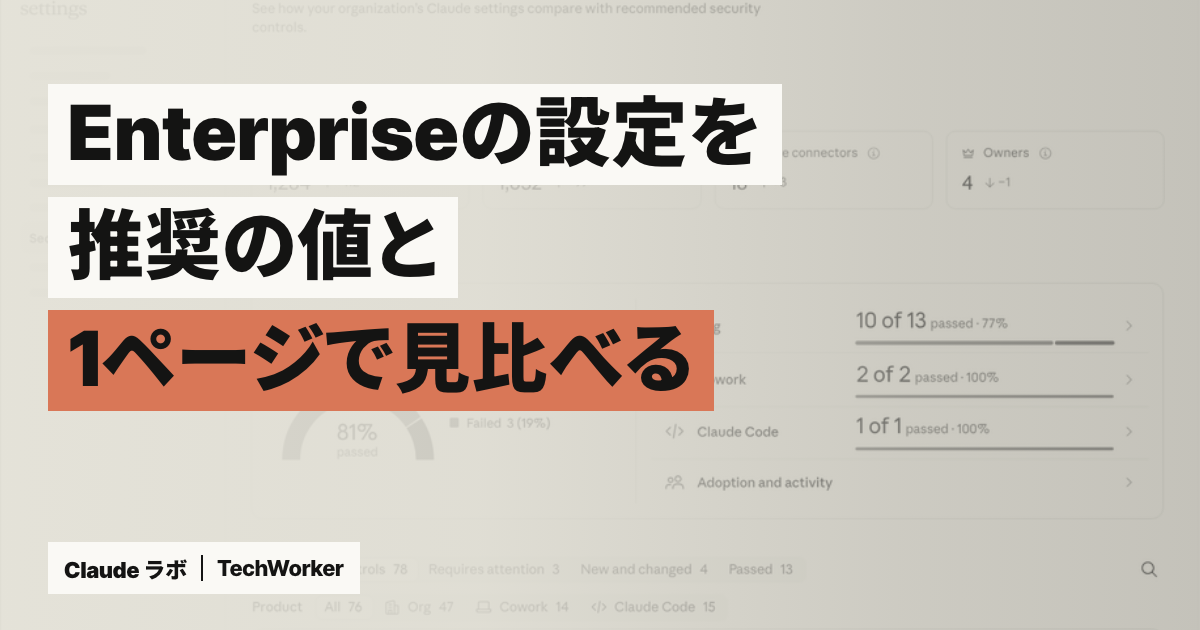 settings
See how your organization's Claude settings compare with recommended security
controls.
Enterpriseの設定を
connectors
Owners
4 ↓ −1
推奨の値と
1ページで見比べる
10 of 13 passed · 77%
2 of 2 passed · 100%
81%
passed
Failed 3 (19%)
Claude Code
1 of 1 passed · 100%
Adoption and activity
Claude ラボ | TechWorker
78 Requires attention 3 New and changed 4 Passed 13
Product All 76 Org 47 Cowork 14 Claude Code 15